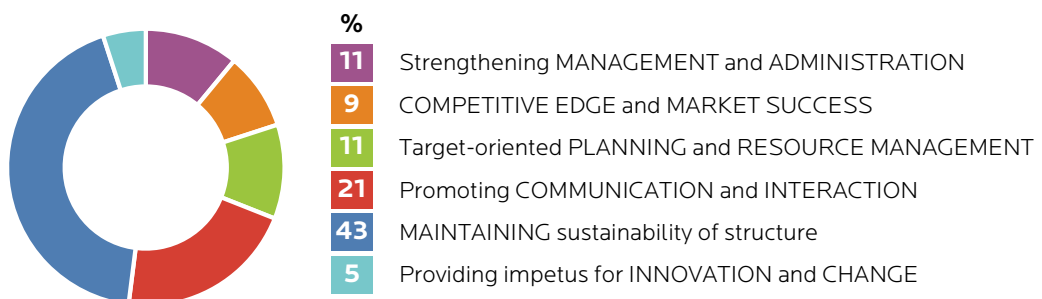 %
11 Strengthening MANAGEMENT and ADMINISTRATION
9 COMPETITIVE EDGE and MARKET SUCCESS
11 Target-oriented PLANNING and RESOURCE MANAGEMENT
21 Promoting COMMUNICATION and INTERACTION
43 MAINTAINING sustainability of structure
5 Providing impetus for INNOVATION and CHANGE